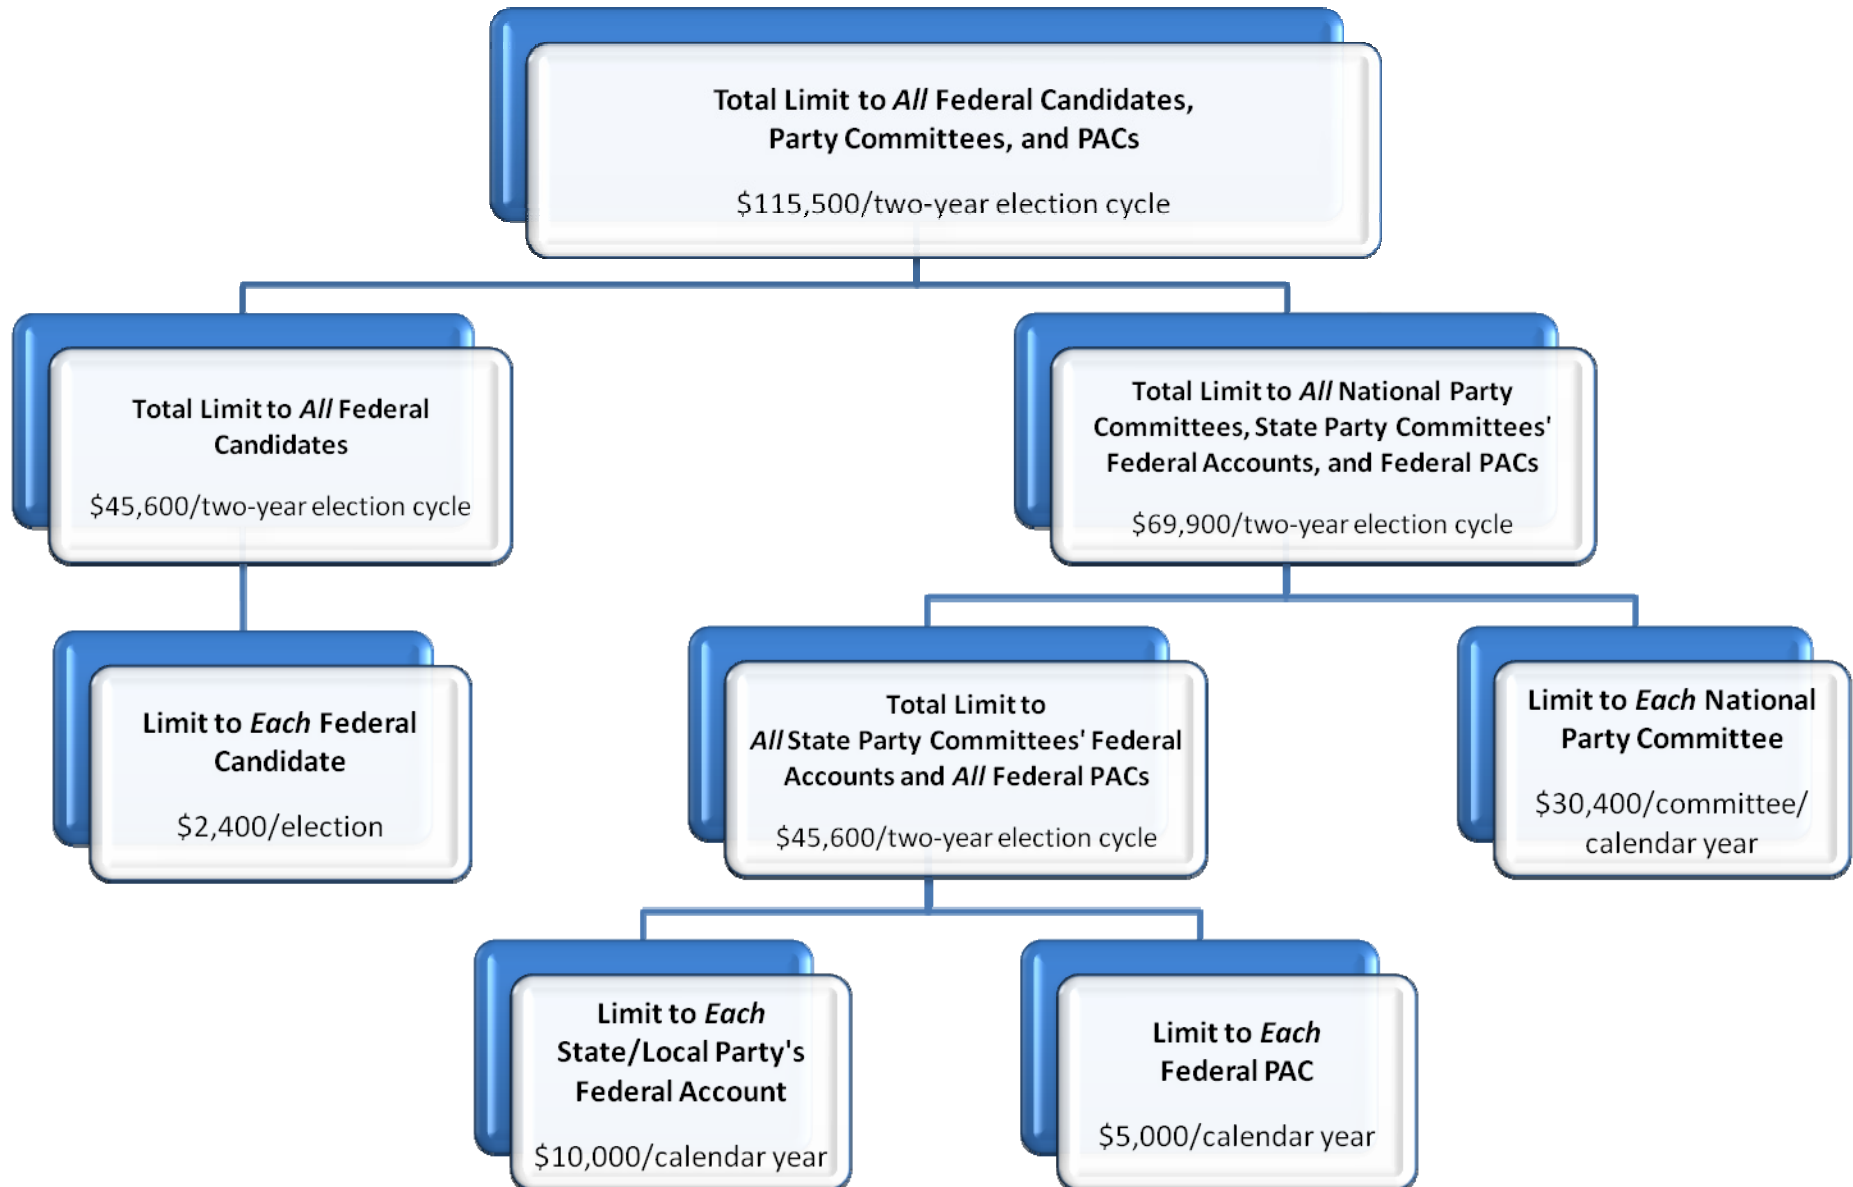 Total Limit to All Federal Candidates,
Party Committees, and PACs
$115,500/two-year election cycle
Total Limit to All Federal
Candidates
$45,600/two-year election cycle
Total Limit to All National Party
Committees, State Party Committees'
Federal Accounts, and Federal PACs
$69,900/two-year election cycle
Limit to Each Federal
Candidate
$2,400/election
Total Limit to
All State Party Committees' Federal
Accounts and All Federal PACs
$45,600/two-year election cycle
Limit to Each National
Party Committee
$30,400/committee/
calendar year
Limit to Each
State/Local Party's
Federal Account
$10,000/calendar year
Limit to Each
Federal PAC
$5,000/calendar year